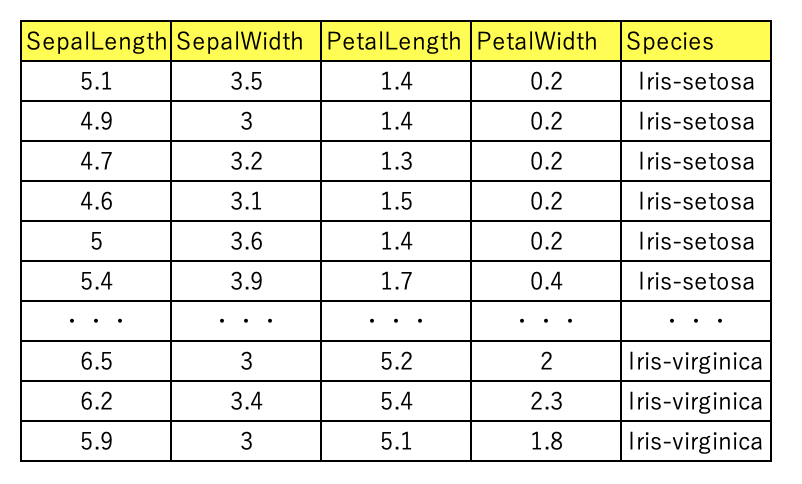 SepalLength SepalWidth PetalLength PetalWidth Species
5.1 3.5 1.4 0.2 Iris-setosa
4.9 3 1.4 0.2 Iris-setosa
4.7 3.2 1.3 0.2 Iris-setosa
4.6 3.1 1.5 0.2 Iris-setosa
5 3.6 1.4 0.2 Iris-setosa
5.4 3.9 1.7 0.4 Iris-setosa
・・・ ・・・ ・・・ ・・・ ・・・
6.5 3 5.2 2 Iris-virginica
6.2 3.4 5.4 2.3 Iris-virginica
5.9 3 5.1 1.8 Iris-virginica